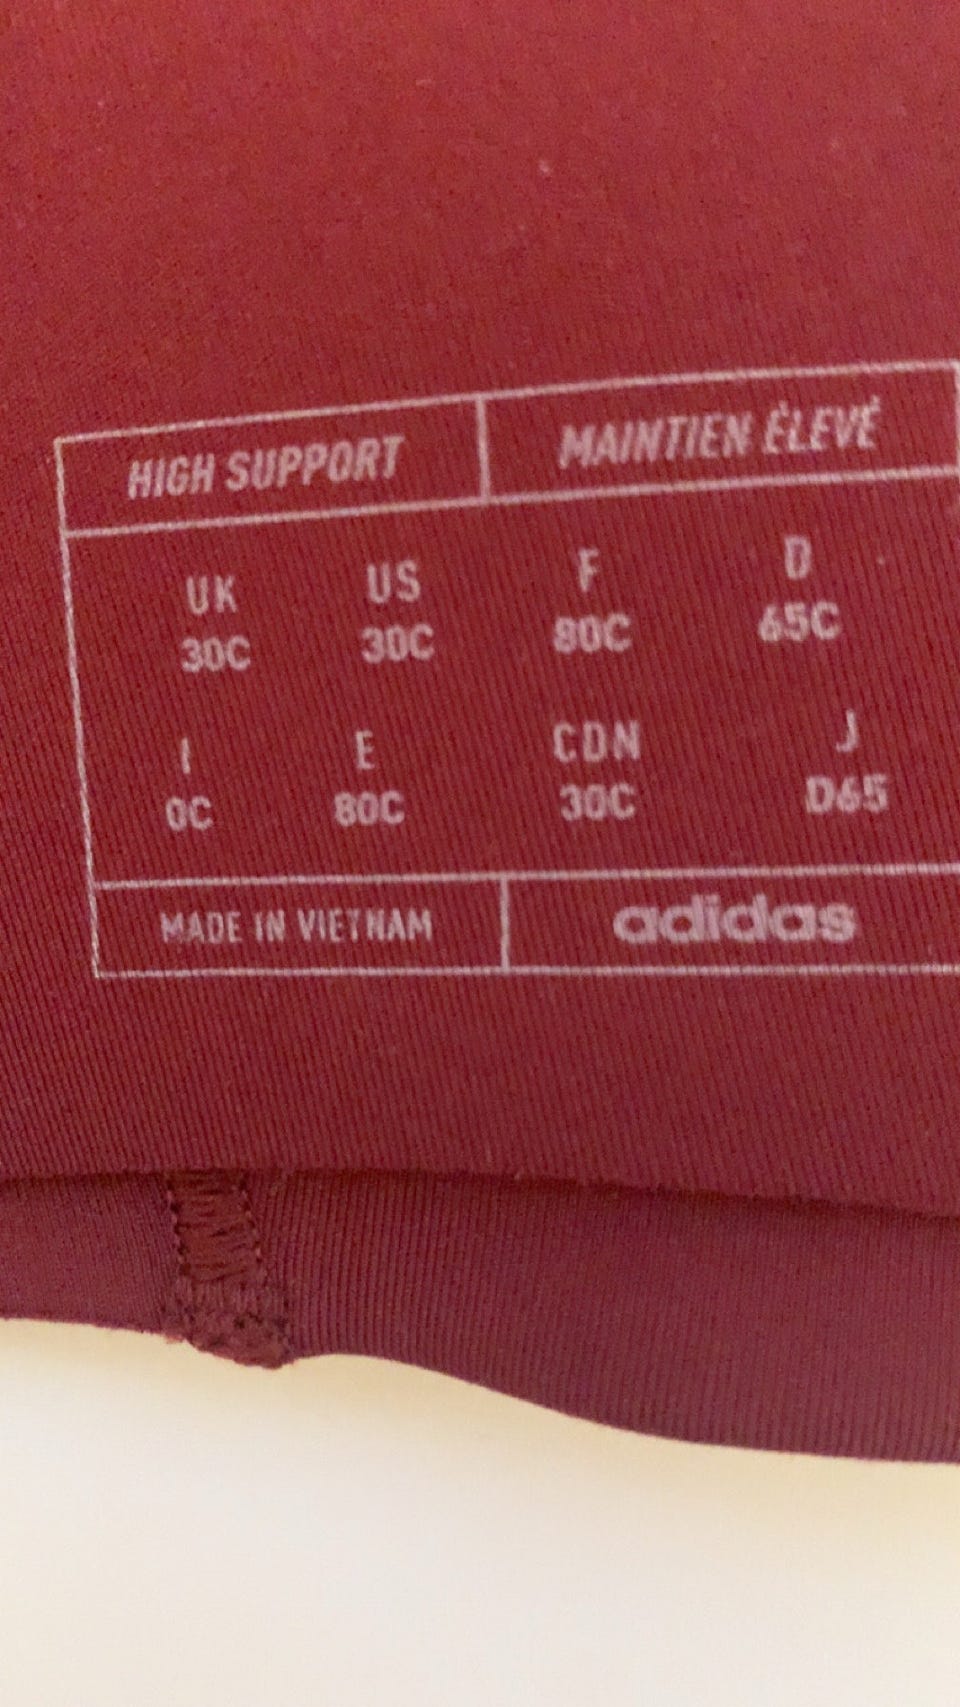 HIGH SUPPORT MAINTIEN ÉLEVÉ
UK US F D
30C 30C 80C 65C
I E CDN J
0C 80C 30C D65
MADE IN VIETNAM adidas